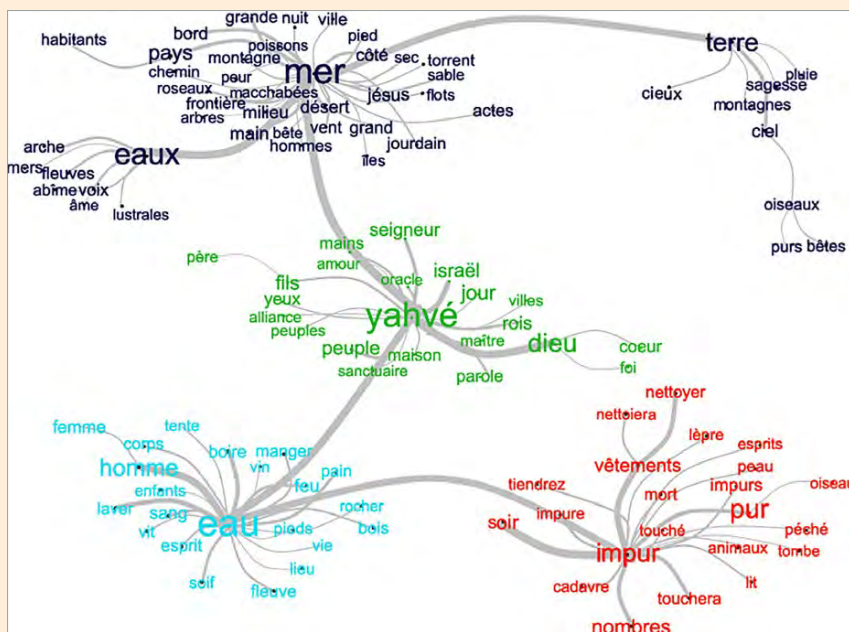 grande nuit ville
bord
habitants
poissons
pied
pays
montagne
côté
sec
torrent
terre
chemin
peur
mer
sable
pluie
roseaux
macchabées
jésus
flots
cieux
sagesse
frontière
désert
montagnes
arbres
milieu
actes
main
bête
vent
grand
ciel
arche
eaux
hommes
jourdain
îles
mers
fleuves
abîme
voix
âme
lustrales
oiseaux
purs bêtes
seigneur
mains
père
amour
fils
oracle
israël
yeux
jour
villes
alliance
yahvé
peuples
rois
peuple
maison
maître
dieu
coeur
sanctuaire
parole
foi
nettoyer
nettoiera
femme
tente
lèpre
corps
boire
manger
esprits
homme
vin
pain
vêtements
peau
enfants
feu
tiendrez
mort
impurs
oiseau
laver
sang
rocher
pur
eau
soir
impure
vit
pieds
bois
touché
péché
esprit
vie
impur
animaux
tombe
lieu
soif
fleuve
cadavre
lit
touchera
nombres